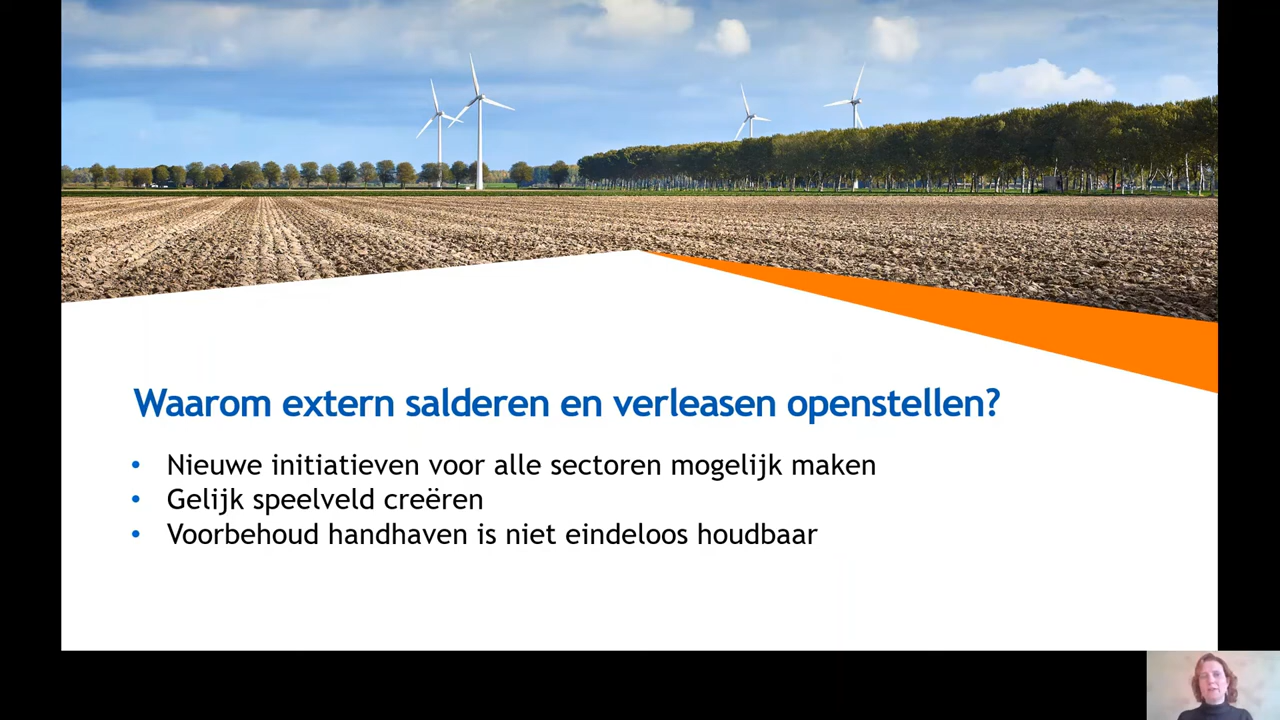 Waarom extern salderen en verleasen openstellen?
• Nieuwe initiatieven voor alle sectoren mogelijk maken
• Gelijk speelveld creëren
• Voorbehoud handhaven is niet eindeloos houdbaar